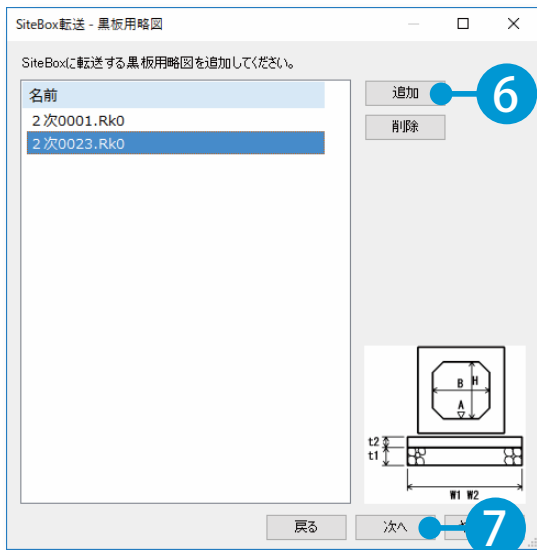 SiteBox転送 - 黒板用略図
SiteBoxに転送する黒板用略図を追加してください。
名前
２次0001.Rk0
２次0023.Rk0
追加
6
削除
B H
A
t2
t1
W1 W2
戻る
次へ
7